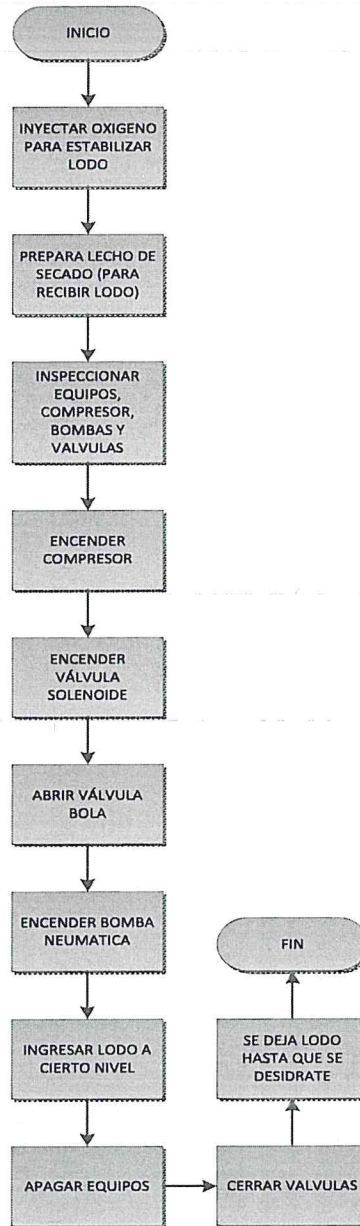 INICIO
INYECTAR OXIGENO
PARA ESTABILIZAR
LODO
PREPARA LECHO DE
SECADO (PARA
RECIBIR LODO)
INSPECCIONAR
EQUIPOS,
COMPRESOR,
BOMBAS Y
VALVULAS
ENCENDER
COMPRESOR
ENCENDER
VÁLVULA
SOLENOIDE
ABRIR VÁLVULA
BOLA
ENCENDER BOMBA
NEUMATICA
INGRESAR LODO A
CIERTO NIVEL
APAGAR EQUIPOS
CERRAR VALVULAS
SE DEJA LODO
HASTA QUE SE
DESIDRATE
FIN